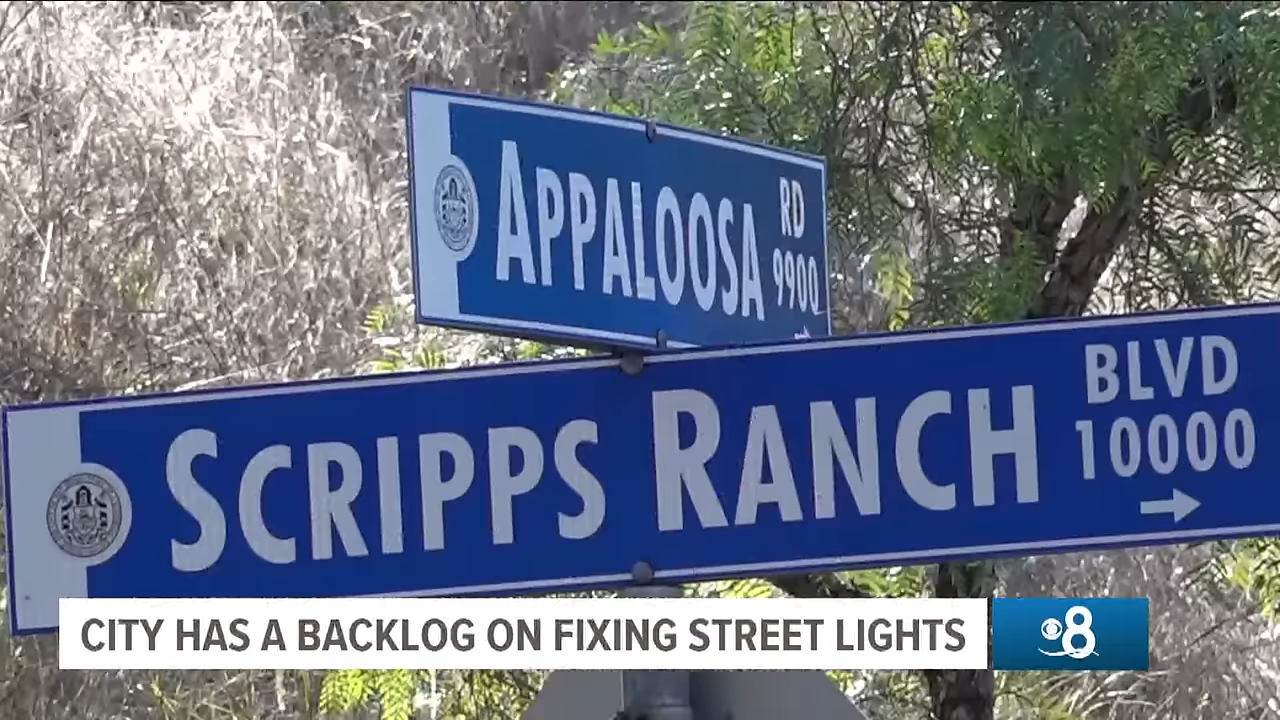 APPALOOSA RD
9900
SCRIPPS RANCH BLVD
10000
CITY HAS A BACKLOG ON FIXING STREET LIGHTS
8